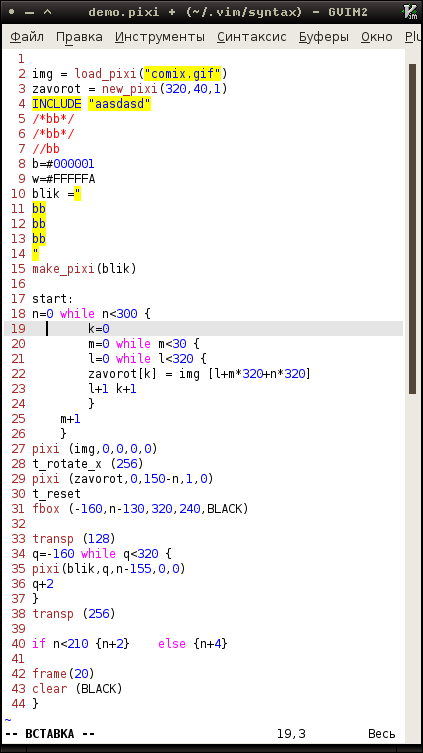 demo.pixi + (~/.vim/syntax) - GVIM2
Файл Правка Инструменты Синтаксис Буферы Окно Plu
1
2 img = load_pixi("comix.gif")
3 zavorot = new_pixi(320,40,1)
4 INCLUDE "aasdasd"
5 /*bb*/
6 /*bb*/
7 //bb
8 b=#000001
9 w=#FFFFFA
10 blik ="
11 bb
12 bb
13 bb
14 "
15 make_pixi(blik)
16
17 start:
18 n=0 while n<300 {
19 k=0
20 m=0 while m<30 {
21 l=0 while l<320 {
22 zavorot[k] = img [l+m*320+n*320]
23 l+1 k+1
24 }
25 m+1
26 }
27 pixi (img,0,0,0,0)
28 t_rotate_x (256)
29 pixi (zavorot,0,150-n,1,0)
30 t_reset
31 fbox (-160,n-130,320,240,BLACK)
32
33 transp (128)
34 q=-160 while q<320 {
35 pixi(blik,q,n-155,0,0)
36 q+2
37 }
38 transp (256)
39
40 if n<210 {n+2} else {n+4}
41
42 frame(20)
43 clear (BLACK)
44 }
~
-- ВСТАВКА -- 19,3 Весь